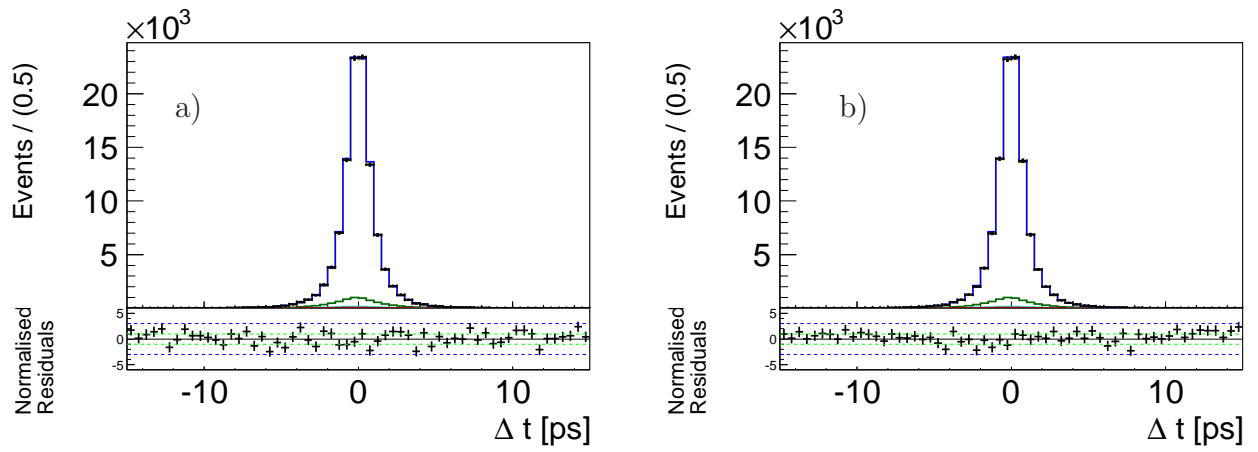 ×10³
Events / (0.5)
20
15
10
5
a)
Normalised
Residuals
5
0
-5
-10 0 10
Δ t [ps]
×10³
Events / (0.5)
20
15
10
5
b)
Normalised
Residuals
5
0
-5
-10 0 10
Δ t [ps]